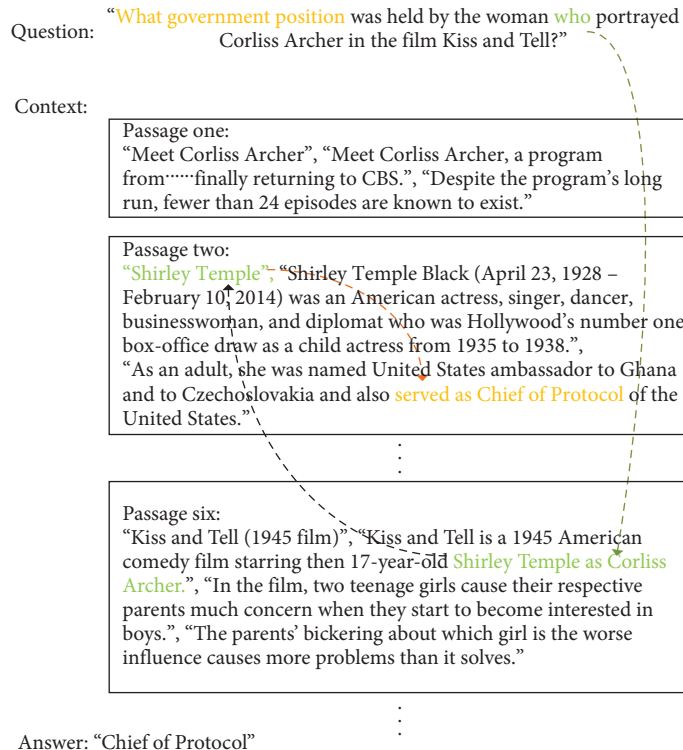 Question: “What government position was held by the woman who portrayed
Corliss Archer in the film Kiss and Tell?”
Context:
Passage one:
“Meet Corliss Archer”, “Meet Corliss Archer, a program
from······finally returning to CBS.”, “Despite the program’s long
run, fewer than 24 episodes are known to exist.”
Passage two:
“Shirley Temple”, “Shirley Temple Black (April 23, 1928 –
February 10, 2014) was an American actress, singer, dancer,
businesswoman, and diplomat who was Hollywood’s number one
box-office draw as a child actress from 1935 to 1938.”,
“As an adult, she was named United States ambassador to Ghana
and to Czechoslovakia and also served as Chief of Protocol of the
United States.”
Passage six:
“Kiss and Tell (1945 film)”, “Kiss and Tell is a 1945 American
comedy film starring then 17-year-old Shirley Temple as Corliss
Archer.”, “In the film, two teenage girls cause their respective
parents much concern when they start to become interested in
boys.”, “The parents’ bickering about which girl is the worse
influence causes more problems than it solves.”
Answer: “Chief of Protocol”